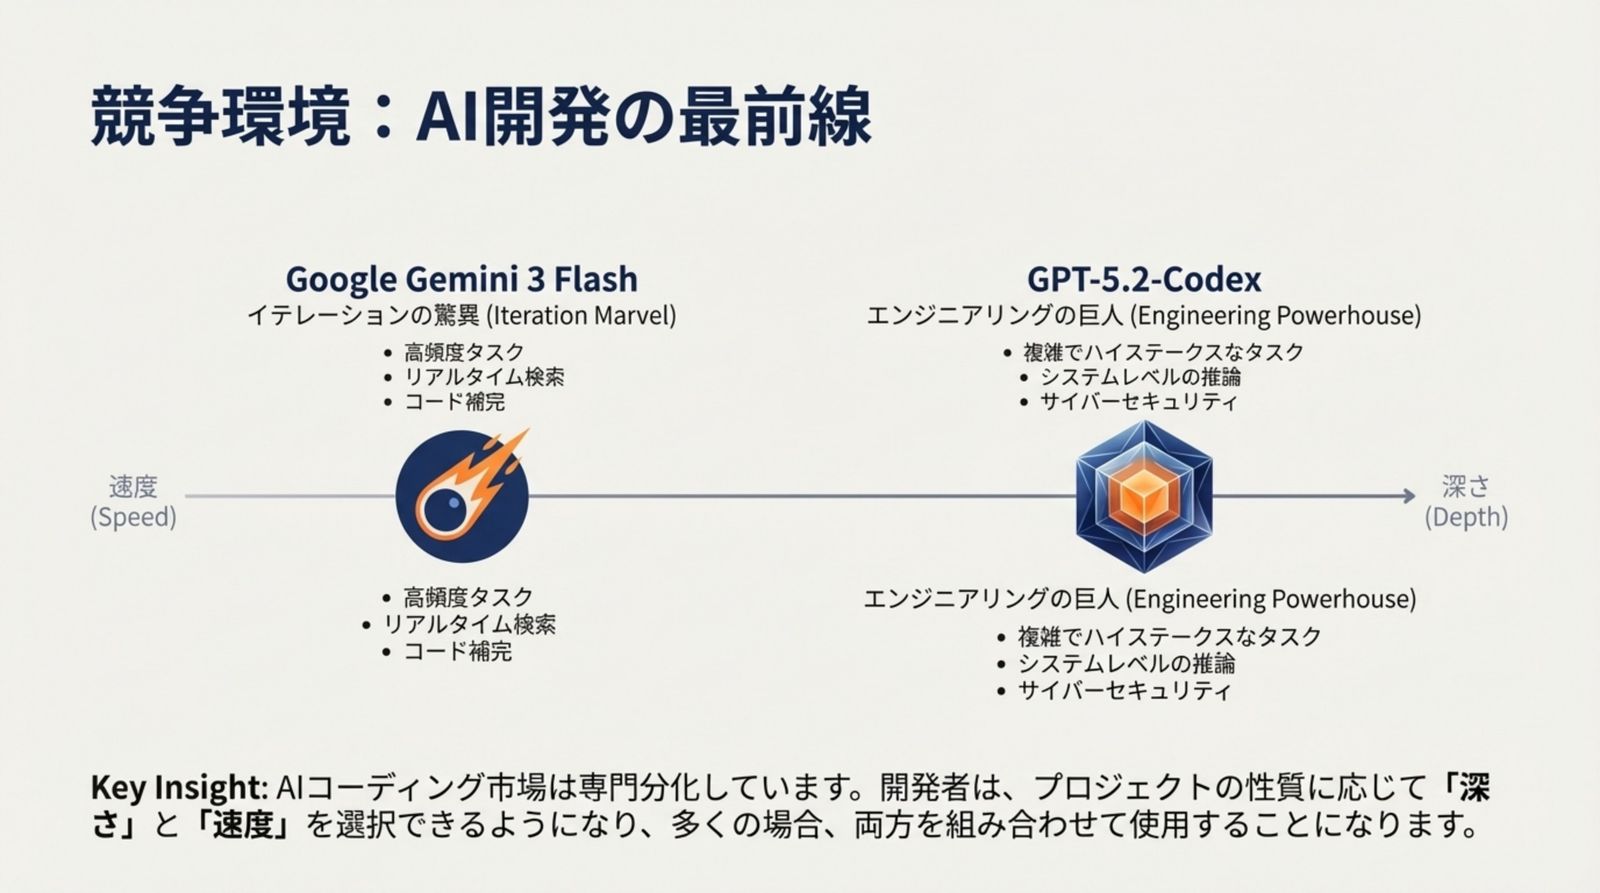 競争環境：AI開発の最前線
Google Gemini 3 Flash
イテレーションの驚異 (Iteration Marvel)
• 高頻度タスク
• リアルタイム検索
• コード補完
GPT-5.2-Codex
エンジニアリングの巨人 (Engineering Powerhouse)
• 複雑でハイステークスなタスク
• システムレベルの推論
• サイバーセキュリティ
速度
(Speed)
深さ
(Depth)
• 高頻度タスク
• リアルタイム検索
• コード補完
エンジニアリングの巨人 (Engineering Powerhouse)
• 複雑でハイステークスなタスク
• システムレベルの推論
• サイバーセキュリティ
Key Insight: AIコーディング市場は専門分化しています。開発者は、プロジェクトの性質に応じて「深
さ」と「速度」を選択できるようになり、多くの場合、両方を組み合わせて使用することになります。